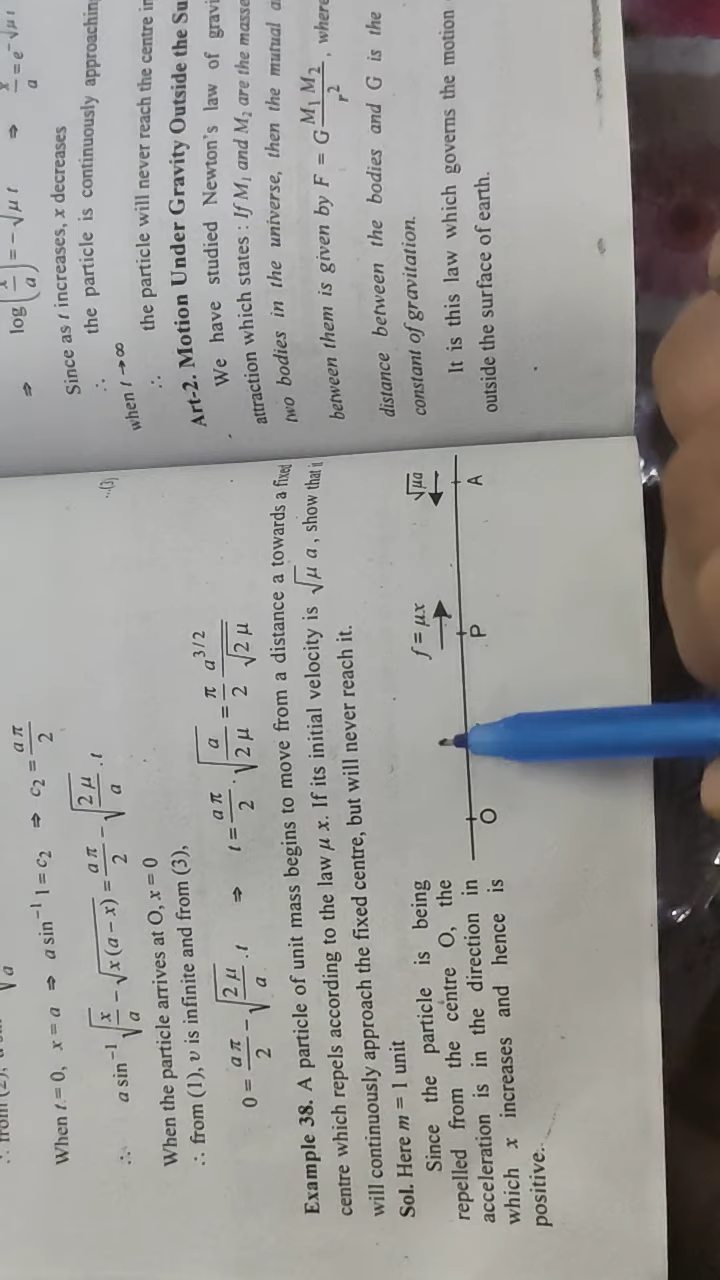 When t = 0, x = a ⇒ a sin⁻¹ 1 = c₂ ⇒ c₂ = aπ/2
∴ a sin⁻¹ √(x/a) − √(x(a − x)) = aπ/2 − √(2μ/a) . t ...(3)
When the particle arrives at O, x = 0
∴ from (1), υ is infinite and from (3),
0 = aπ/2 − √(2μ/a) . t ⇒ t = aπ/2 . √(a/2μ) = π/2 a^(3/2)/√(2μ)
Example 38. A particle of unit mass begins to move from a distance a towards a fixed
centre which repels according to the law μ x. If its initial velocity is √μ a, show that it
will continuously approach the fixed centre, but will never reach it.
Sol. Here m = 1 unit
Since the particle is being
repelled from the centre O, the
acceleration is in the direction in
which x increases and hence is
positive.
f = μx
√μa
O P A
⇒ log (x/a) = − √μ t ⇒ x/a = e^(−√μ t)
Since as t increases, x decreases
∴ the particle is continuously approaching
when t → ∞
∴ the particle will never reach the centre
Art-2. Motion Under Gravity Outside the
We have studied Newton's law of
attraction which states : If M₁ and M₂ are the
two bodies in the universe, then the mutual
between them is given by F = G M₁ M₂/r², where
distance between the bodies and G is the
constant of gravitation.
It is this law which governs the motion
outside the surface of earth.